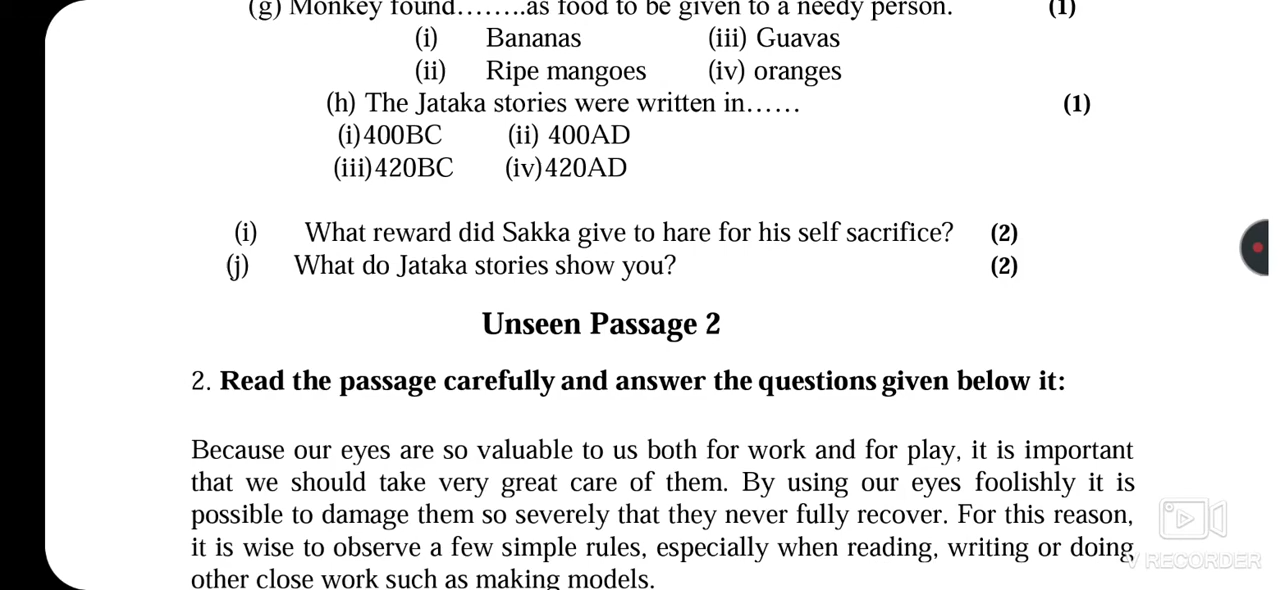 (g) Monkey found........as food to be given to a needy person. (1)
(i) Bananas (iii) Guavas
(ii) Ripe mangoes (iv) oranges
(h) The Jataka stories were written in...... (1)
(i)400BC (ii) 400AD
(iii)420BC (iv)420AD
(i) What reward did Sakka give to hare for his self sacrifice? (2)
(j) What do Jataka stories show you? (2)
Unseen Passage 2
2. Read the passage carefully and answer the questions given below it:
Because our eyes are so valuable to us both for work and for play, it is important
that we should take very great care of them. By using our eyes foolishly it is
possible to damage them so severely that they never fully recover. For this reason,
it is wise to observe a few simple rules, especially when reading, writing or doing
other close work such as making models.
V RECORDER